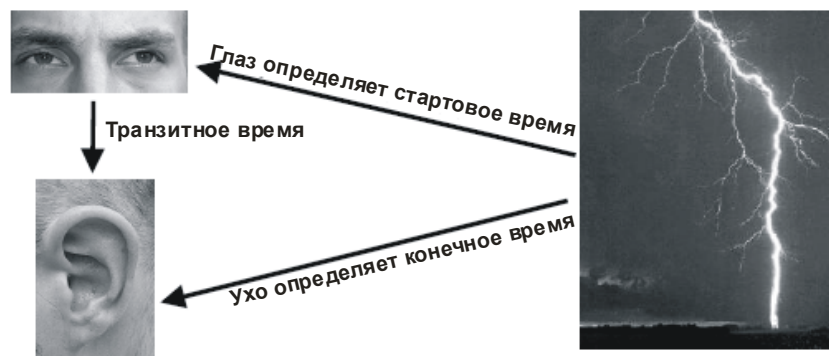 Глаз определяет стартовое время
Транзитное время
Ухо определяет конечное время